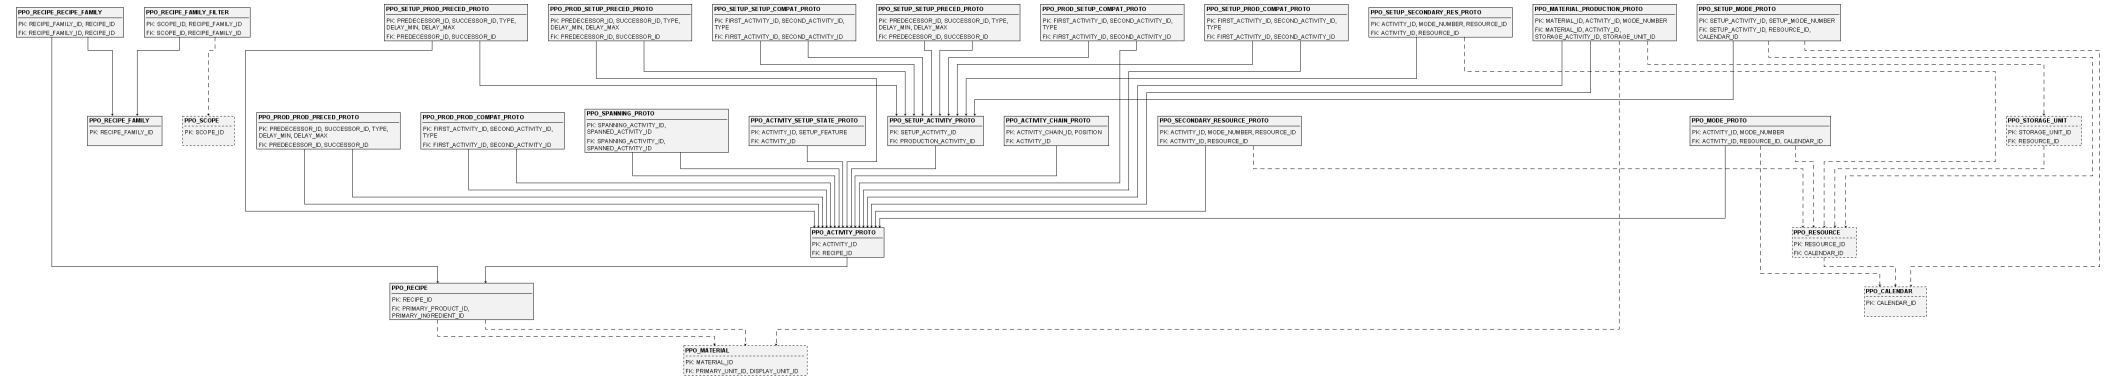 PPO_RECIPE_RECIPE_FAMILY
PK: RECIPE_FAMILY_ID, RECIPE_ID
FK: RECIPE_FAMILY_ID, RECIPE_ID
PPO_RECIPE_FAMILY_FILTER
PK: SCOPE_ID, RECIPE_FAMILY_ID
FK: SCOPE_ID, RECIPE_FAMILY_ID
PPO_SETUP_PROD_PRECED_PROTO
PK: PREDECESSOR_ID, SUCCESSOR_ID, TYPE,
DELAY_MIN, DELAY_MAX
FK: PREDECESSOR_ID, SUCCESSOR_ID
PPO_PROD_SETUP_PRECED_PROTO
PK: PREDECESSOR_ID, SUCCESSOR_ID, TYPE,
DELAY_MIN, DELAY_MAX
FK: PREDECESSOR_ID, SUCCESSOR_ID
PPO_SETUP_SETUP_COMPAT_PROTO
PK: FIRST_ACTIVITY_ID, SECOND_ACTIVITY_ID,
TYPE
FK: FIRST_ACTIVITY_ID, SECOND_ACTIVITY_ID
PPO_SETUP_SETUP_PRECED_PROTO
PK: PREDECESSOR_ID, SUCCESSOR_ID, TYPE,
DELAY_MIN, DELAY_MAX
FK: PREDECESSOR_ID, SUCCESSOR_ID
PPO_PROD_SETUP_COMPAT_PROTO
PK: FIRST_ACTIVITY_ID, SECOND_ACTIVITY_ID,
TYPE
FK: FIRST_ACTIVITY_ID, SECOND_ACTIVITY_ID
PPO_SETUP_PROD_COMPAT_PROTO
PK: FIRST_ACTIVITY_ID, SECOND_ACTIVITY_ID,
TYPE
FK: FIRST_ACTIVITY_ID, SECOND_ACTIVITY_ID
PPO_SETUP_SECONDARY_RES_PROTO
PK: ACTIVITY_ID, MODE_NUMBER, RESOURCE_ID
FK: ACTIVITY_ID, RESOURCE_ID
PPO_MATERIAL_PRODUCTION_PROTO
PK: MATERIAL_ID, ACTIVITY_ID, MODE_NUMBER
FK: MATERIAL_ID, ACTIVITY_ID,
STORAGE_ACTIVITY_ID, STORAGE_UNIT_ID
PPO_SETUP_MODE_PROTO
PK: SETUP_ACTIVITY_ID, SETUP_MODE_NUMBER
FK: SETUP_ACTIVITY_ID, RESOURCE_ID,
CALENDAR_ID
PPO_RECIPE_FAMILY
PK: RECIPE_FAMILY_ID
PPO_SCOPE
PK: SCOPE_ID
PPO_PROD_PROD_PRECED_PROTO
PK: PREDECESSOR_ID, SUCCESSOR_ID, TYPE,
DELAY_MIN, DELAY_MAX
FK: PREDECESSOR_ID, SUCCESSOR_ID
PPO_PROD_PROD_COMPAT_PROTO
PK: FIRST_ACTIVITY_ID, SECOND_ACTIVITY_ID,
TYPE
FK: FIRST_ACTIVITY_ID, SECOND_ACTIVITY_ID
PPO_SPANNING_PROTO
PK: SPANNING_ACTIVITY_ID,
SPANNED_ACTIVITY_ID
FK: SPANNING_ACTIVITY_ID,
SPANNED_ACTIVITY_ID
PPO_ACTIVITY_SETUP_STATE_PROTO
PK: ACTIVITY_ID, SETUP_FEATURE
FK: ACTIVITY_ID
PPO_SETUP_ACTIVITY_PROTO
PK: SETUP_ACTIVITY_ID
FK: PRODUCTION_ACTIVITY_ID
PPO_ACTIVITY_CHAIN_PROTO
PK: ACTIVITY_CHAIN_ID, POSITION
FK: ACTIVITY_ID
PPO_SECONDARY_RESOURCE_PROTO
PK: ACTIVITY_ID, MODE_NUMBER, RESOURCE_ID
FK: ACTIVITY_ID, RESOURCE_ID
PPO_MODE_PROTO
PK: ACTIVITY_ID, MODE_NUMBER
FK: ACTIVITY_ID, RESOURCE_ID, CALENDAR_ID
PPO_STORAGE_UNIT
PK: STORAGE_UNIT_ID
FK: RESOURCE_ID
PPO_ACTIVITY_PROTO
PK: ACTIVITY_ID
FK: RECIPE_ID
PPO_RESOURCE
PK: RESOURCE_ID
FK: CALENDAR_ID
PPO_RECIPE
PK: RECIPE_ID
FK: PRIMARY_PRODUCT_ID,
PRIMARY_INGREDIENT_ID
PPO_CALENDAR
PK: CALENDAR_ID
PPO_MATERIAL
PK: MATERIAL_ID
FK: PRIMARY_UNIT_ID, DISPLAY_UNIT_ID